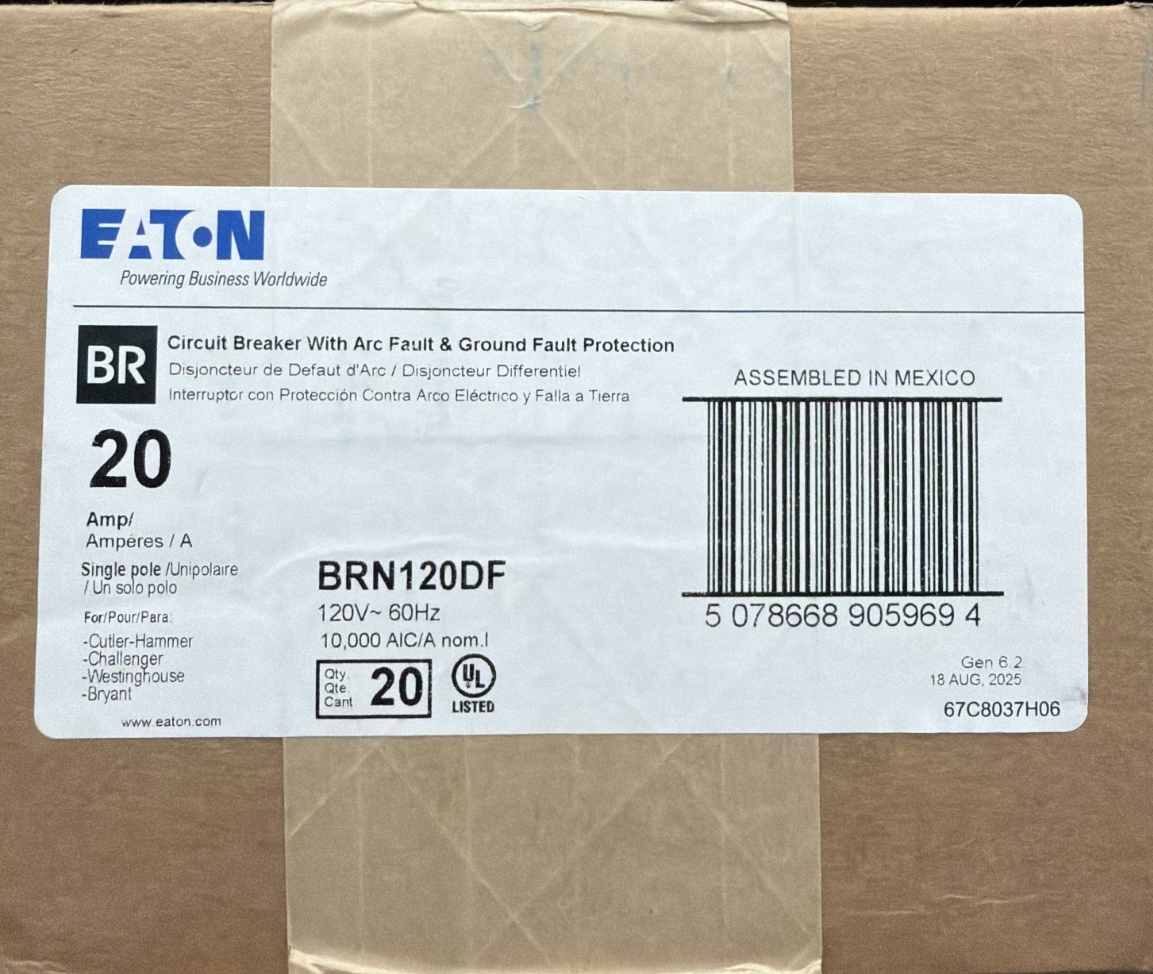 EATON
Powering Business Worldwide
BR
Circuit Breaker With Arc Fault & Ground Fault Protection
Disjoncteur de Defaut d'Arc / Disjoncteur Differentiel
Interruptor con Protección Contra Arco Eléctrico y Falla a Tierra
20
Amp/
Ampéres / A
Single pole /Unipolaire
/ Un solo polo
For/Pour/Para:
-Cutler-Hammer
-Challenger
-Westinghouse
-Bryant
www.eaton.com
BRN120DF
120V~ 60Hz
10,000 AIC/A nom.I
Qty.
Qte.
Cant
20
UL
LISTED
ASSEMBLED IN MEXICO
5 078668 905969 4
Gen 6.2
18 AUG, 2025
67C8037H06